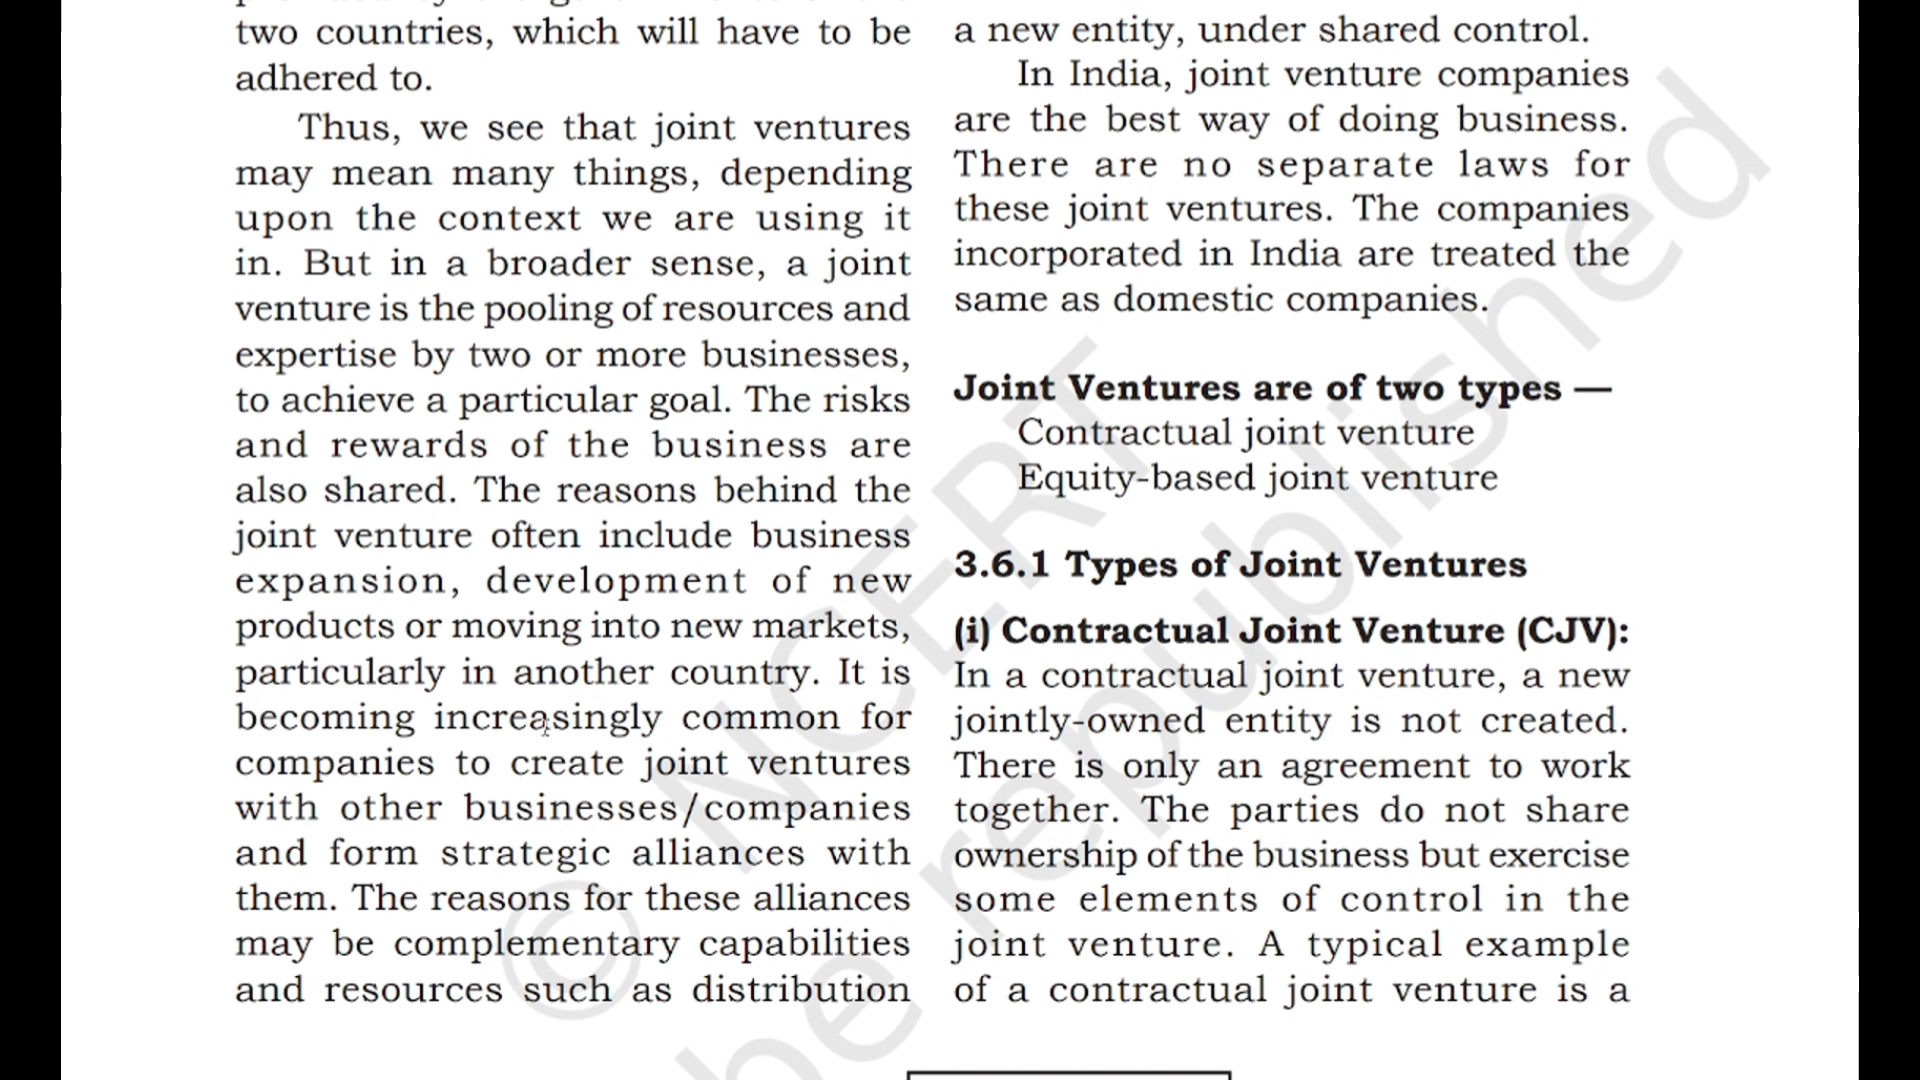 two countries, which will have to be
adhered to.
Thus, we see that joint ventures
may mean many things, depending
upon the context we are using it
in. But in a broader sense, a joint
venture is the pooling of resources and
expertise by two or more businesses,
to achieve a particular goal. The risks
and rewards of the business are
also shared. The reasons behind the
joint venture often include business
expansion, development of new
products or moving into new markets,
particularly in another country. It is
becoming increasingly common for
companies to create joint ventures
with other businesses/companies
and form strategic alliances with
them. The reasons for these alliances
may be complementary capabilities
and resources such as distribution
a new entity, under shared control.
In India, joint venture companies
are the best way of doing business.
There are no separate laws for
these joint ventures. The companies
incorporated in India are treated the
same as domestic companies.
Joint Ventures are of two types —
Contractual joint venture
Equity-based joint venture
3.6.1 Types of Joint Ventures
(i) Contractual Joint Venture (CJV):
In a contractual joint venture, a new
jointly-owned entity is not created.
There is only an agreement to work
together. The parties do not share
ownership of the business but exercise
some elements of control in the
joint venture. A typical example
of a contractual joint venture is a
© NCERT
be republished